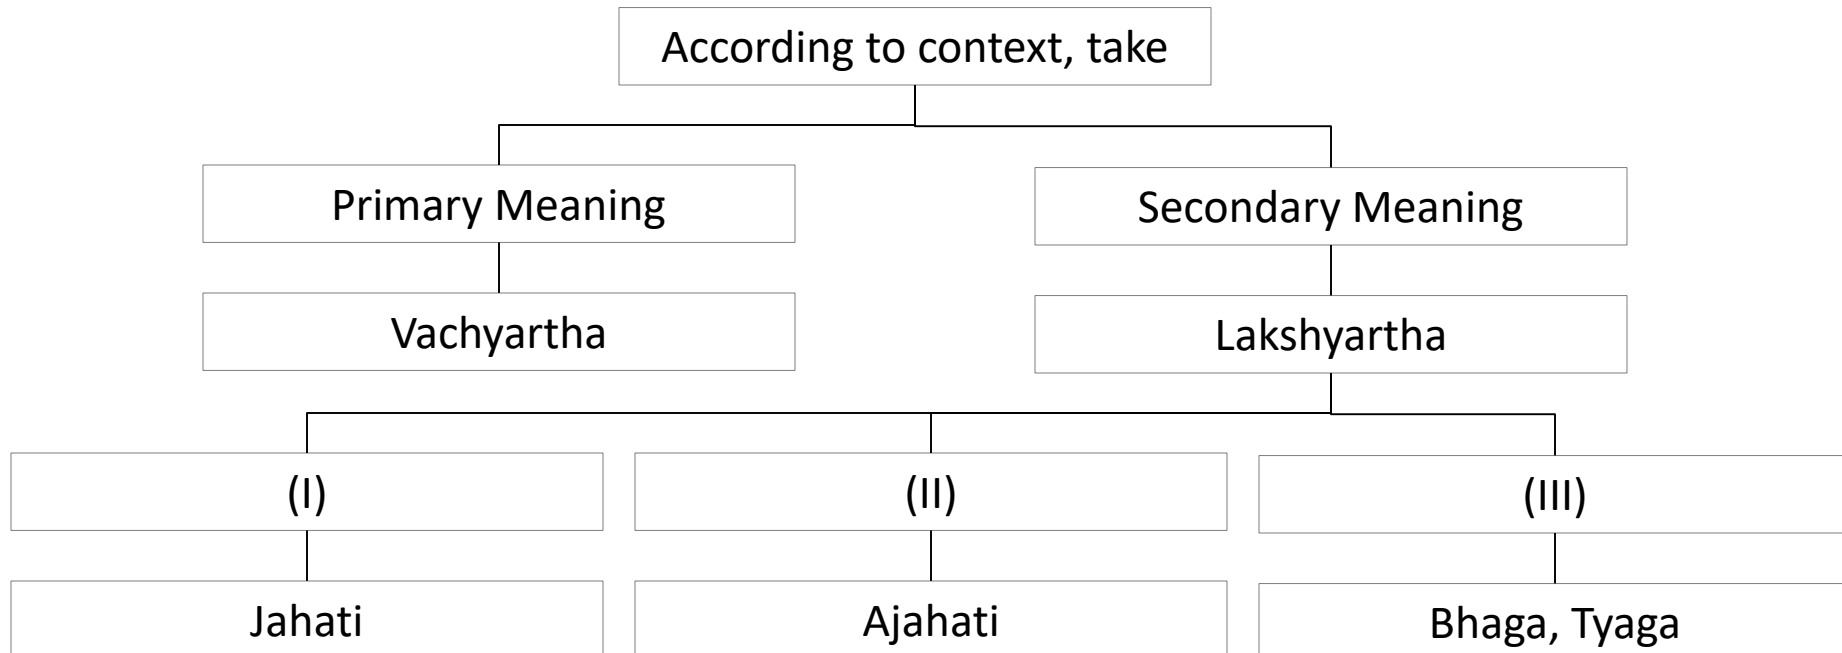 According to context, take
Primary Meaning
Secondary Meaning
Vachyartha
Lakshyartha
(I)
(II)
(III)
Jahati
Ajahati
Bhaga, Tyaga